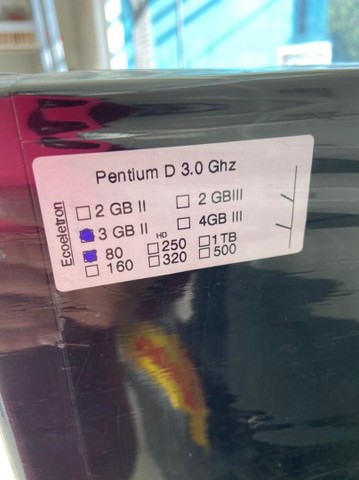 Ecoeletron
Pentium D 3.0 Ghz
2 GB II 2 GBIII
3 GB II 4GB III
80 HD 250 1TB
160 320 500